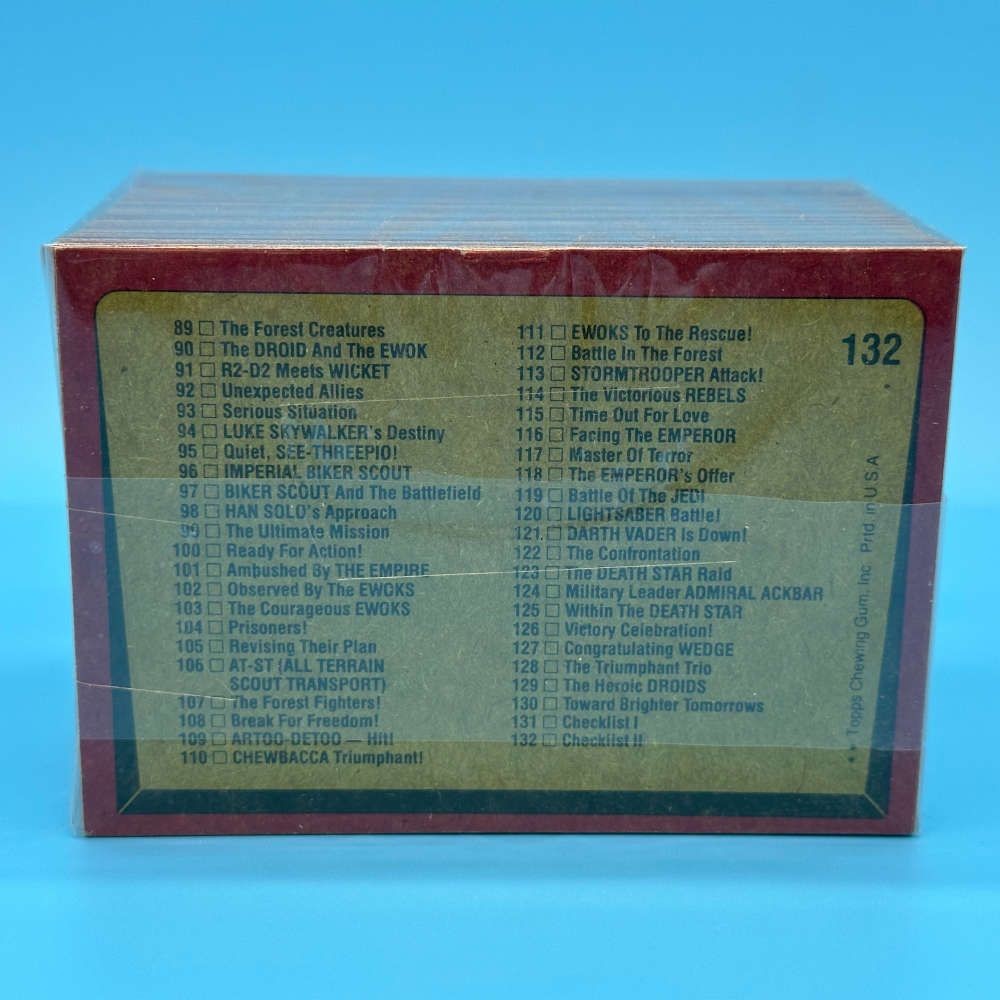 89 □ The Forest Creatures
90 □ The DROID And The EWOK
91 □ R2-D2 Meets WICKET
92 □ Unexpected Allies
93 □ Serious Situation
94 □ LUKE SKYWALKER's Destiny
95 □ Quiet, SEE-THREEPIO!
96 □ IMPERIAL BIKER SCOUT
97 □ BIKER SCOUT And The Battlefield
98 □ HAN SOLO's Approach
99 □ The Ultimate Mission
100 □ Ready For Action!
101 □ Ambushed By THE EMPIRE
102 □ Observed By The EWOKS
103 □ The Courageous EWOKS
104 □ Prisoners!
105 □ Revising Their Plan
106 □ AT-ST (ALL TERRAIN
SCOUT TRANSPORT)
107 □ The Forest Fighters!
108 □ Break For Freedom!
109 □ ARTOO-DETOO — Hit!
110 □ CHEWBACCA Triumphant!
111 □ EWOKS To The Rescue!
112 □ Battle In The Forest
113 □ STORMTROOPER Attack!
114 □ The Victorious REBELS
115 □ Time Out For Love
116 □ Facing The EMPEROR
117 □ Master Of Terror
118 □ The EMPEROR's Offer
119 □ Battle Of The JEDI
120 □ LIGHTSABER Battle!
121 □ DARTH VADER Is Down!
122 □ The Confrontation
123 □ The DEATH STAR Raid
124 □ Military Leader ADMIRAL ACKBAR
125 □ Within The DEATH STAR
126 □ Victory Celebration!
127 □ Congratulating WEDGE
128 □ The Triumphant Trio
129 □ The Heroic DROIDS
130 □ Toward Brighter Tomorrows
131 □ Checklist I
132 □ Checklist II
132
Topps Chewing Gum, Inc. Prtd. in U.S.A.